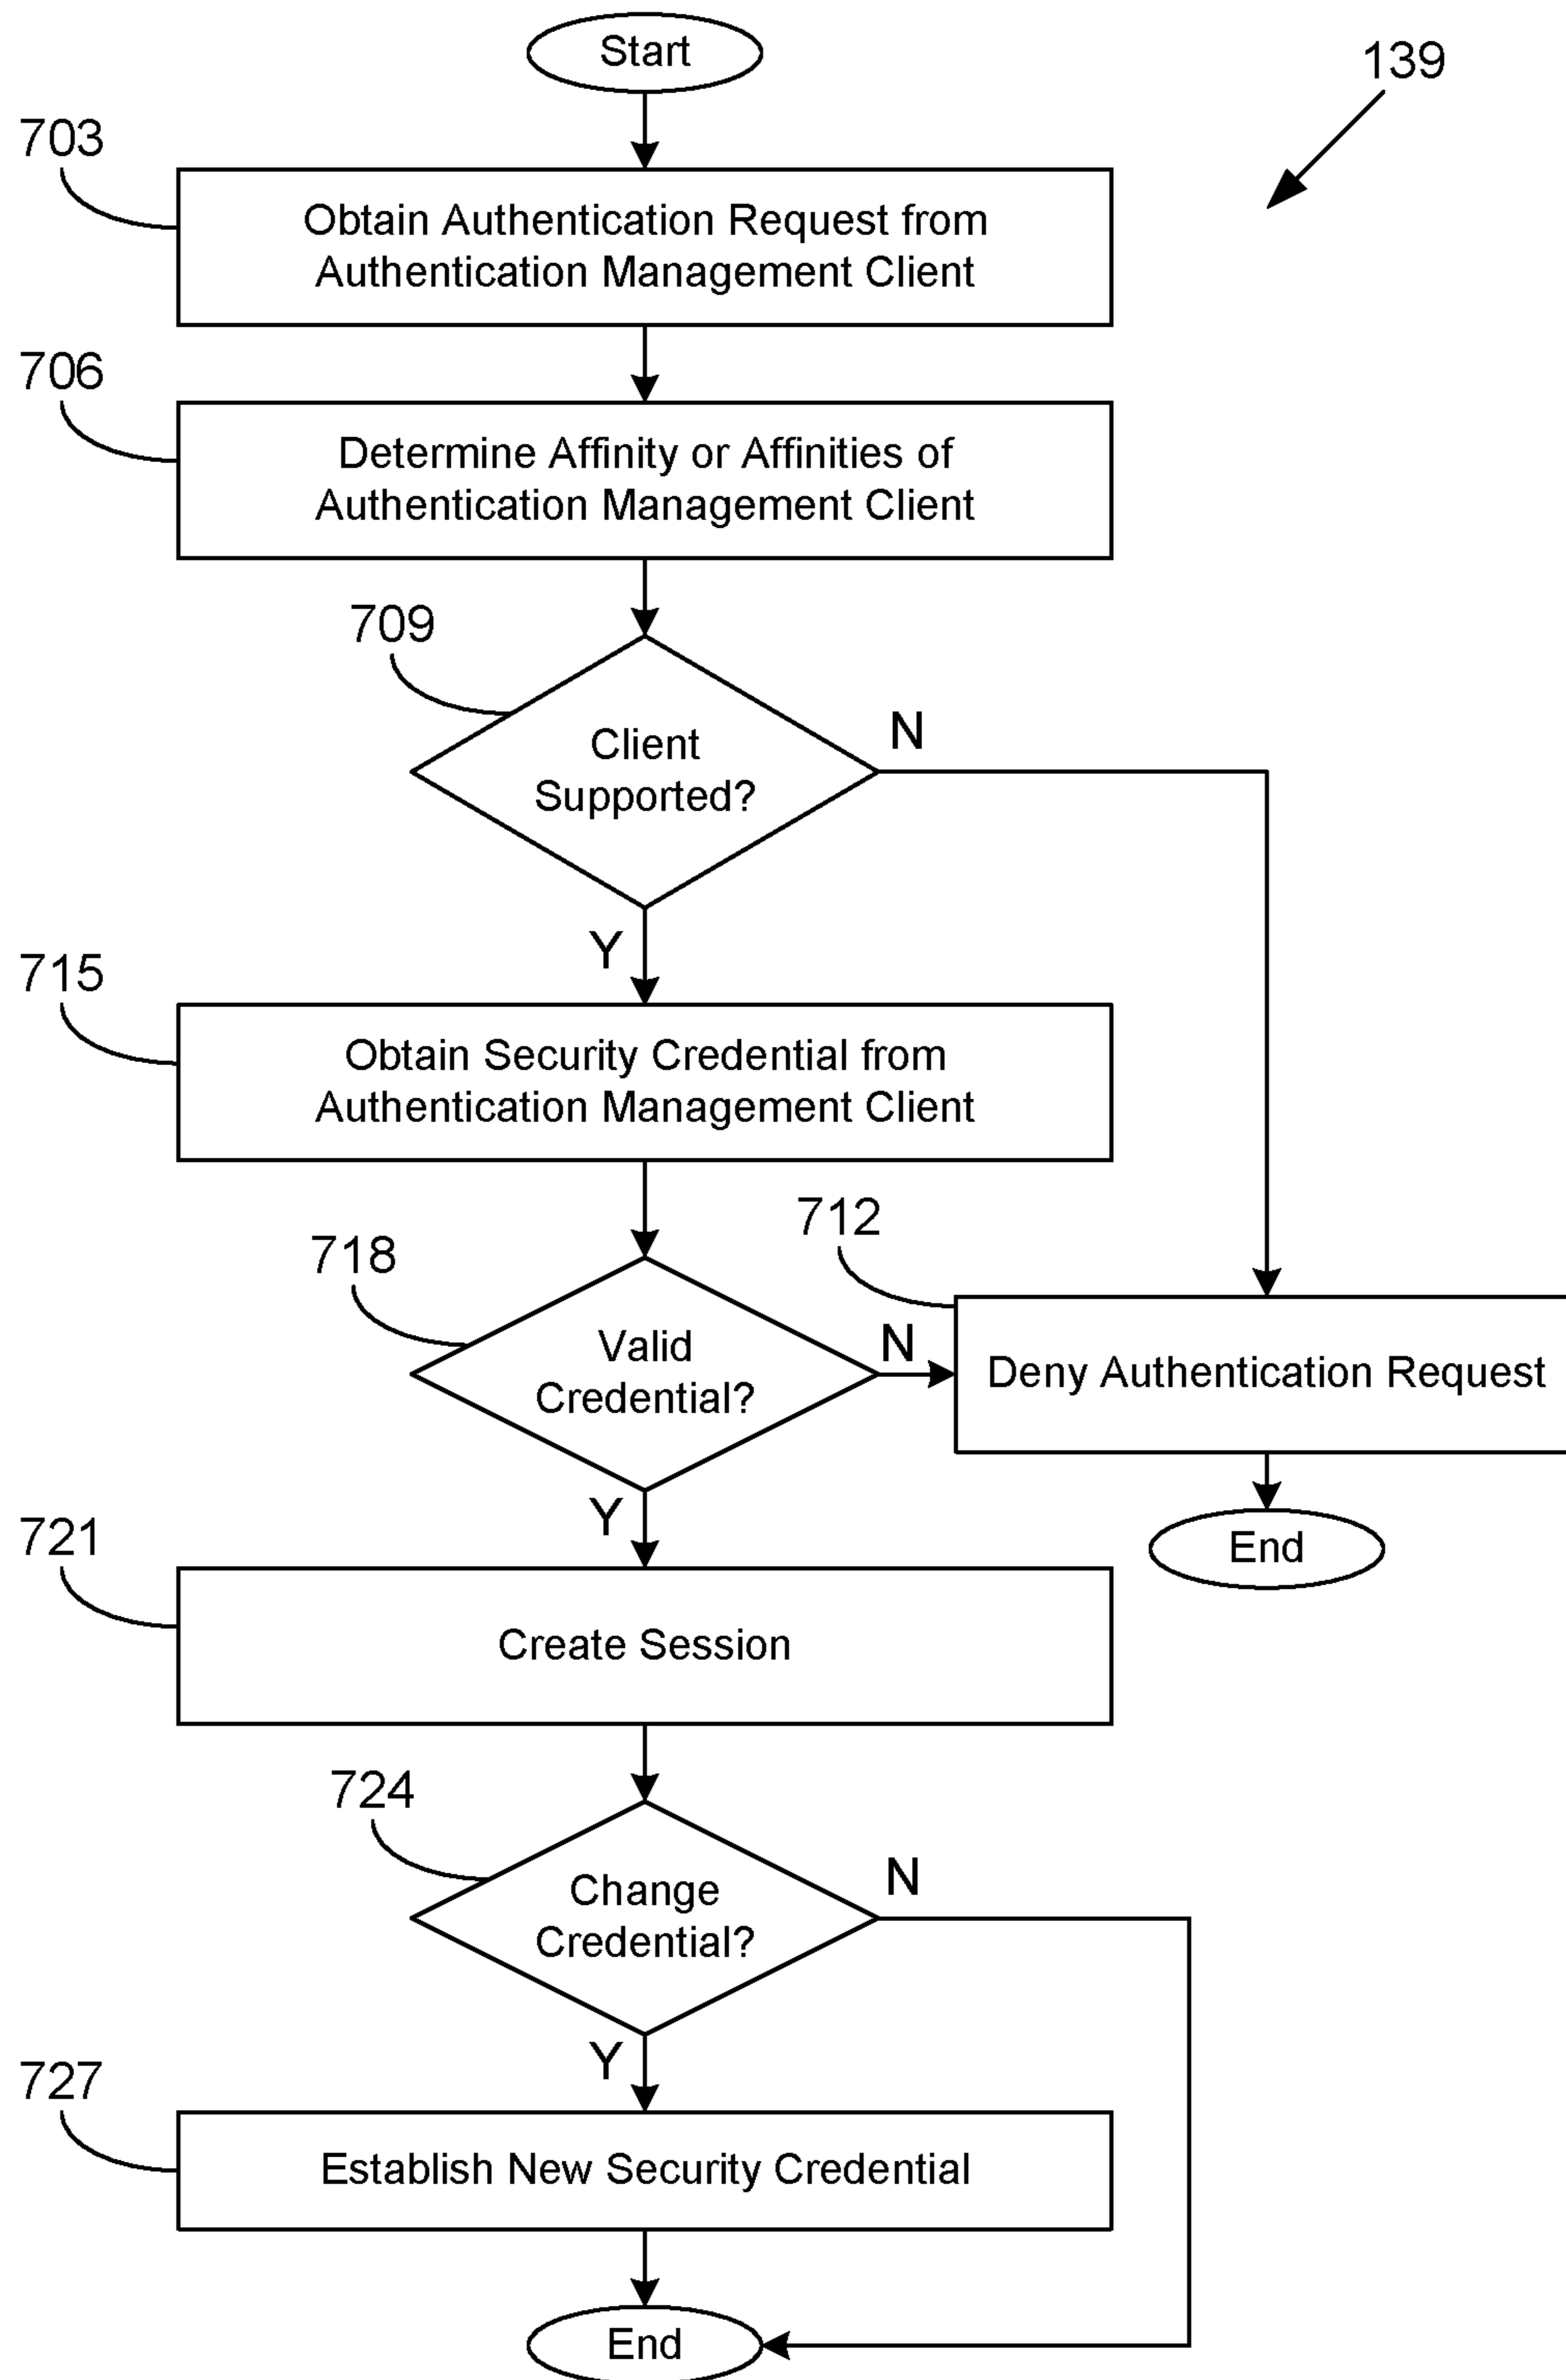 Start
139
703
Obtain Authentication Request from
Authentication Management Client
706
Determine Affinity or Affinities of
Authentication Management Client
709
Client
Supported?
N
Y
715
Obtain Security Credential from
Authentication Management Client
712
718
Valid
Credential?
N
Deny Authentication Request
Y
End
721
Create Session
724
Change
Credential?
N
Y
727
Establish New Security Credential
End